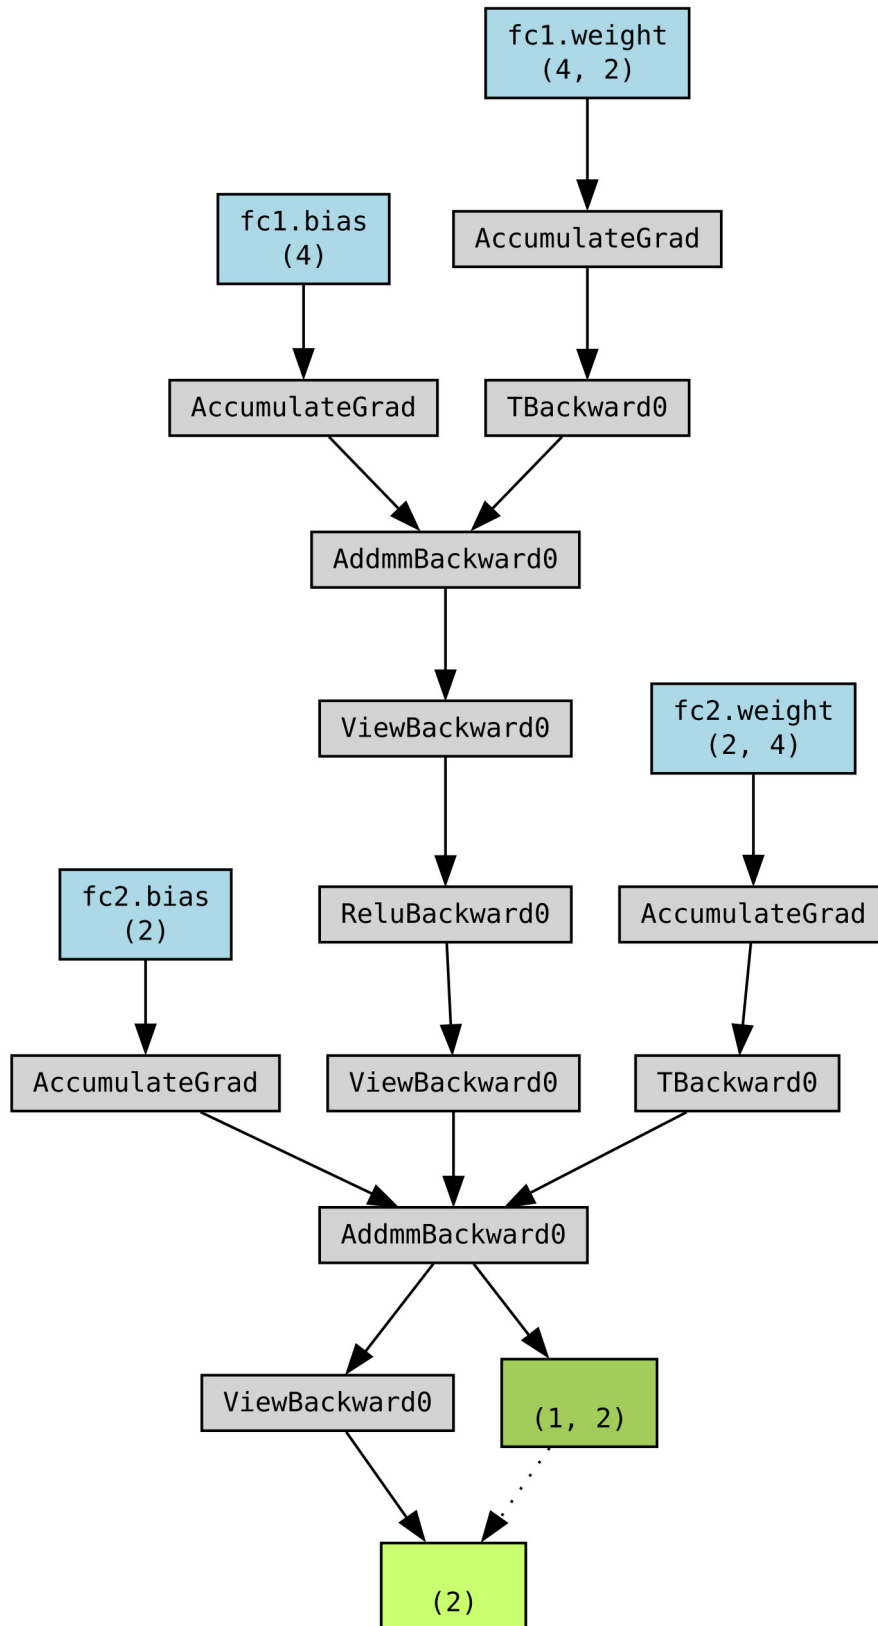 fc1.weight
(4, 2)
fc1.bias
(4)
AccumulateGrad
AccumulateGrad
TBackward0
AddmmBackward0
ViewBackward0
fc2.weight
(2, 4)
fc2.bias
(2)
ReluBackward0
AccumulateGrad
AccumulateGrad
ViewBackward0
TBackward0
AddmmBackward0
ViewBackward0
(1, 2)
(2)